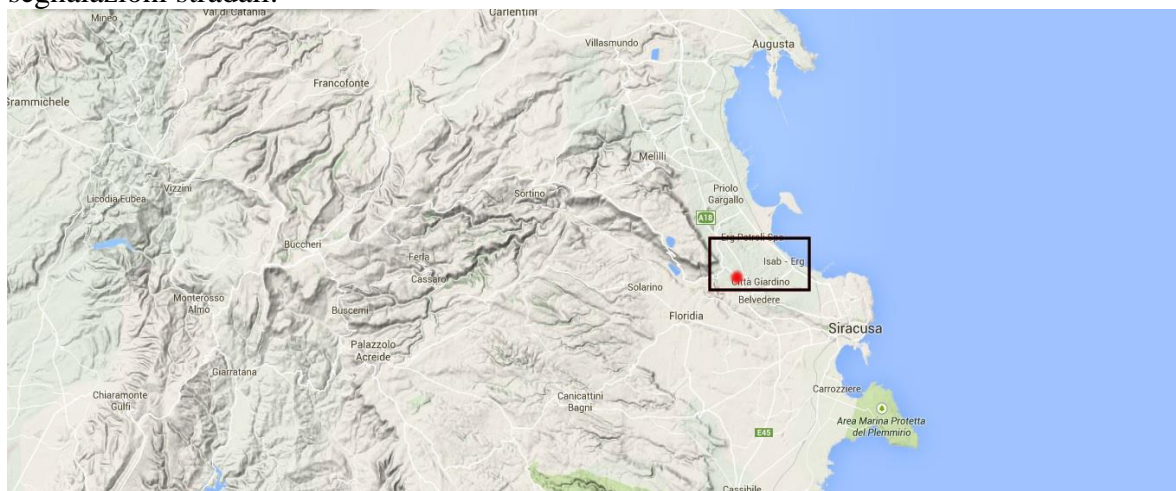 segnalazioni stradali.
Mineo
Val di Catania
Carlentini
Villasmundo
Augusta
Francofonte
Grammichele
Melilli
Licodia Eubea
Vizzini
Sortino
Priolo
Gargallo
A18
Erg Petroli Spa
Buccheri
Ferla
Isab - Erg
Cassaro
Città Giardino
Solarino
Belvedere
Monterosso
Almo
Buscemi
Floridia
Siracusa
Palazzolo
Acreide
Giarratana
Chiaramonte
Gulfi
Canicattini
Bagni
Carrozziere
Area Marina Protetta
del Plemmirio
E45
Cassibile